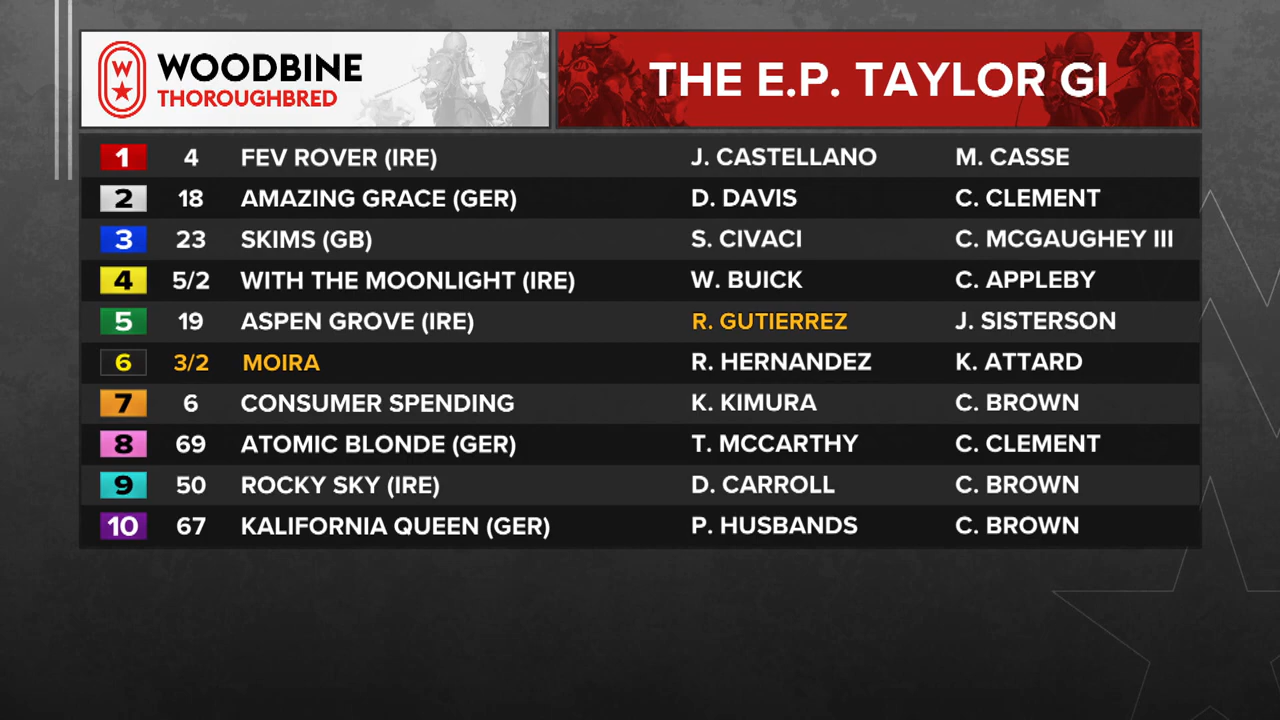 W
WOODBINE
THOROUGHBRED
THE E.P. TAYLOR GI
1 4 FEV ROVER (IRE) J. CASTELLANO M. CASSE
2 18 AMAZING GRACE (GER) D. DAVIS C. CLEMENT
3 23 SKIMS (GB) S. CIVACI C. MCGAUGHEY III
4 5/2 WITH THE MOONLIGHT (IRE) W. BUICK C. APPLEBY
5 19 ASPEN GROVE (IRE) R. GUTIERREZ J. SISTERSON
6 3/2 MOIRA R. HERNANDEZ K. ATTARD
7 6 CONSUMER SPENDING K. KIMURA C. BROWN
8 69 ATOMIC BLONDE (GER) T. MCCARTHY C. CLEMENT
9 50 ROCKY SKY (IRE) D. CARROLL C. BROWN
10 67 KALIFORNIA QUEEN (GER) P. HUSBANDS C. BROWN